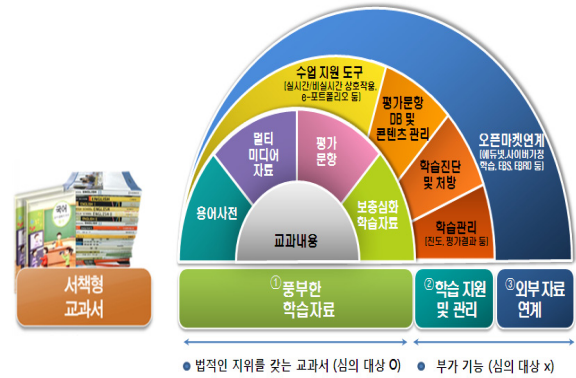 수업 지원 도구
(실시간/비실시간 상호작용,
e-포트폴리오 등)
평가문항
DB 및
콘텐츠 관리
오픈마켓연계
(에듀넷,사이버가정
학습, EBS, EBRD 등)
멀티
미디어
자료
평가
문항
학습진단
및 처방
용어사전
보충심화
학습자료
학습관리
(진도, 평가결과 등)
교과내용
국어
ENGLISH
서책형
교과서
①풍부한
학습자료
②학습 지원
및 관리
③외부 자료
연계
● 법적인 지위를 갖는 교과서 (심의 대상 O)
● 부가 기능 (심의 대상 x)